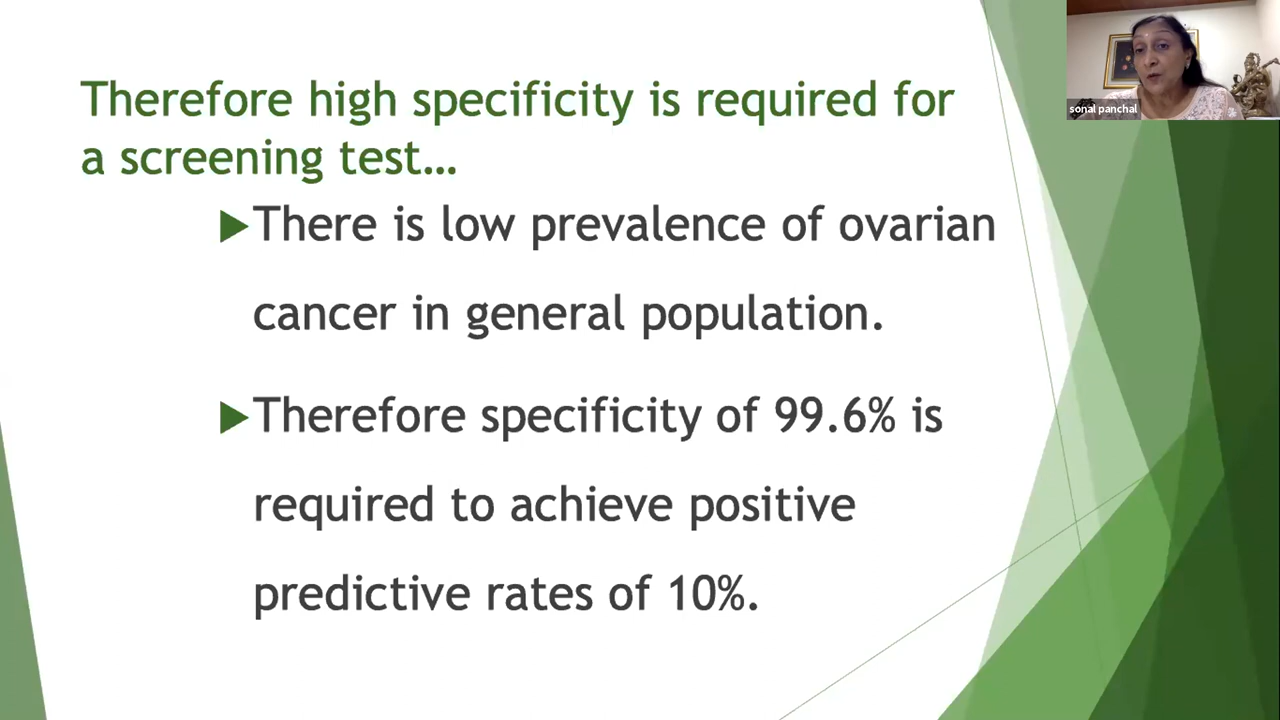 Therefore high specificity is required for
a screening test…
There is low prevalence of ovarian
cancer in general population.
Therefore specificity of 99.6% is
required to achieve positive
predictive rates of 10%.
sonal panchal